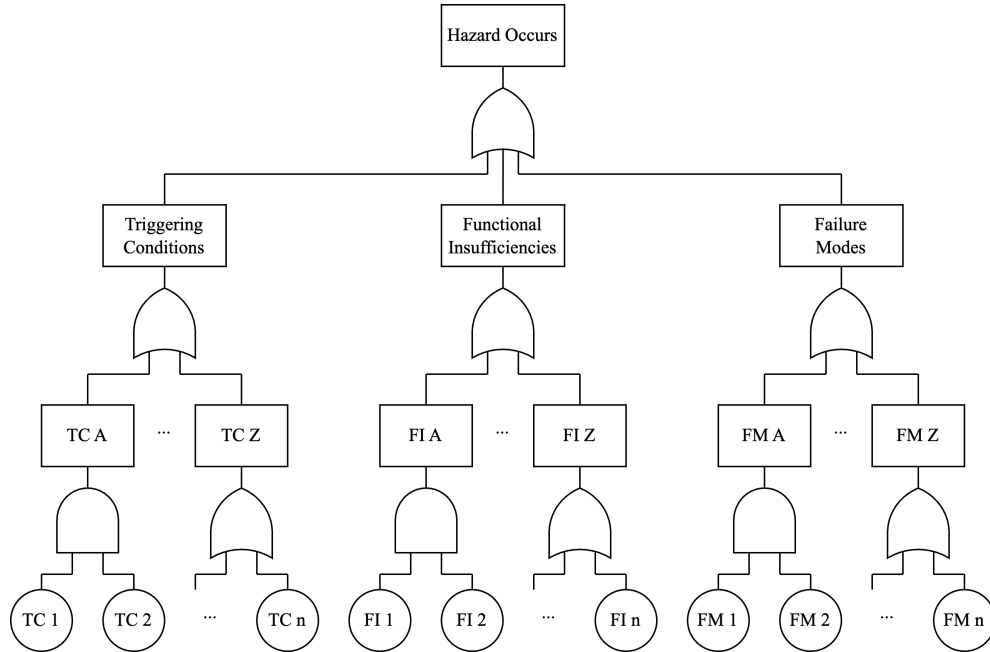 Hazard Occurs
Triggering
Conditions
Functional
Insufficiencies
Failure
Modes
TC A
...
TC Z
FI A
...
FI Z
FM A
...
FM Z
TC 1
TC 2
...
TC n
FI 1
FI 2
...
FI n
FM 1
FM 2
...
FM n